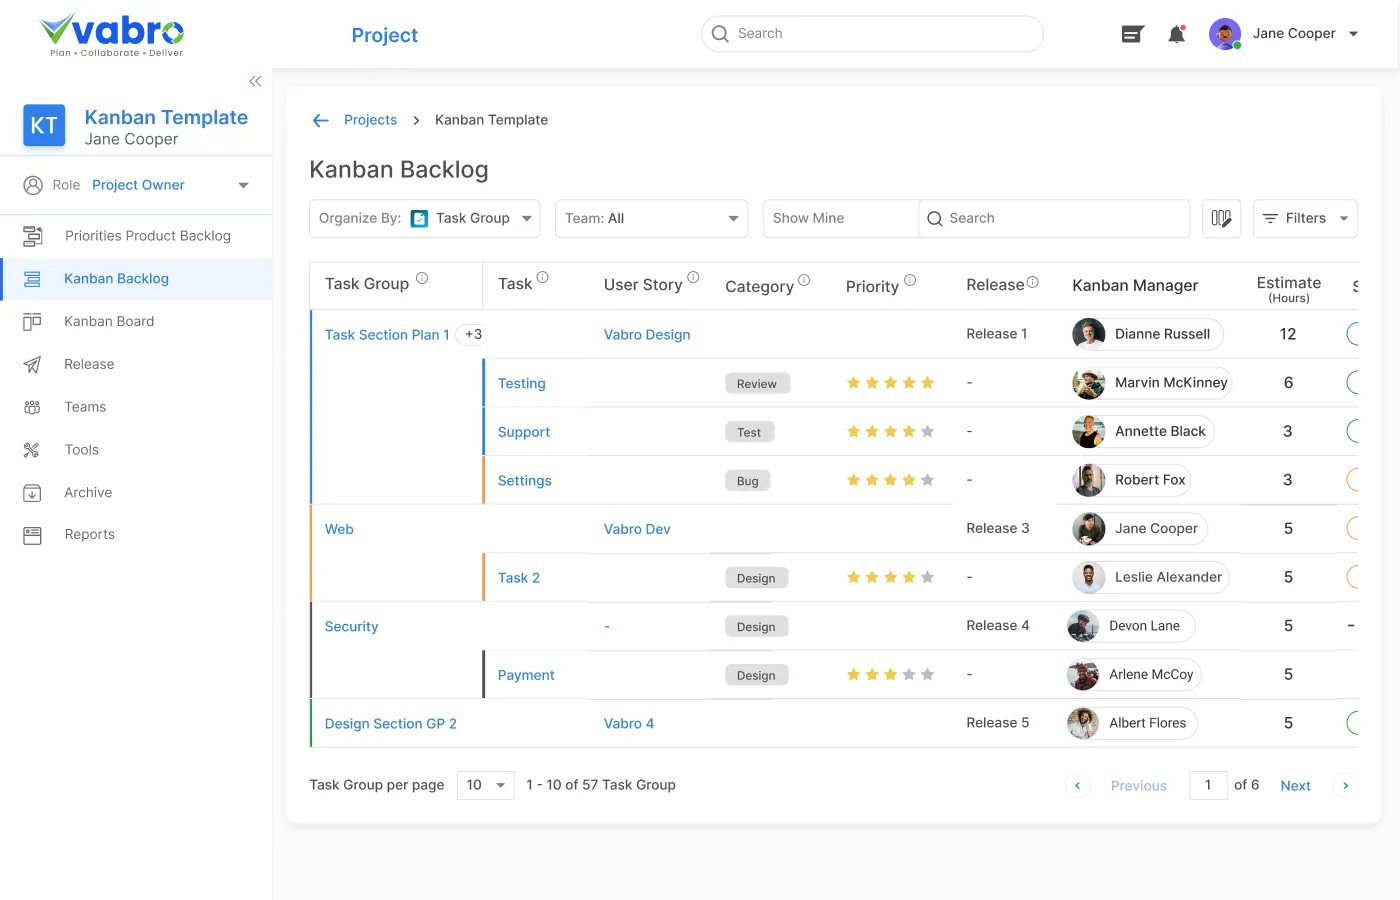 vabro
Plan • Collaborate • Deliver
Project
Search
Jane Cooper
KT
Kanban Template
Jane Cooper
Role Project Owner
Priorities Product Backlog
Kanban Backlog
Kanban Board
Release
Teams
Tools
Archive
Reports
Projects > Kanban Template
Kanban Backlog
Organize By: Task Group
Team: All
Show Mine
Search
Filters
Task Group Task User Story Category Priority Release Kanban Manager Estimate (Hours) S
Task Section Plan 1 +3 Vabro Design Release 1 Dianne Russell 12
Testing Review - Marvin McKinney 6
Support Test - Annette Black 3
Settings Bug - Robert Fox 3
Web Vabro Dev Release 3 Jane Cooper 5
Task 2 Design - Leslie Alexander 5
Security - Design Release 4 Devon Lane 5 -
Payment Design - Arlene McCoy 5
Design Section GP 2 Vabro 4 Release 5 Albert Flores 5
Task Group per page 10 1 - 10 of 57 Task Group
Previous 1 of 6 Next